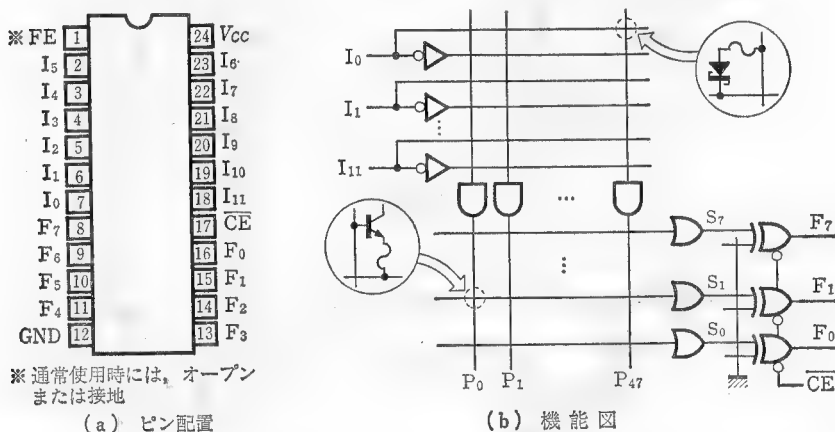 ※ FE 1 24 VCC
I5 2 23 I6
I4 3 22 I7
I3 4 21 I8
I2 5 20 I9
I1 6 19 I10
I0 7 18 I11
F7 8 17 CE
F6 9 16 F0
F5 10 15 F1
F4 11 14 F2
GND 12 13 F3
※ 通常使用時には，オープン
または接地
(a) ピン配置
I0
I1
⋮
I11
…
S7 F7
⋮
S1 F1
S0 F0
P0 P1 P47 CE
(b) 機能図